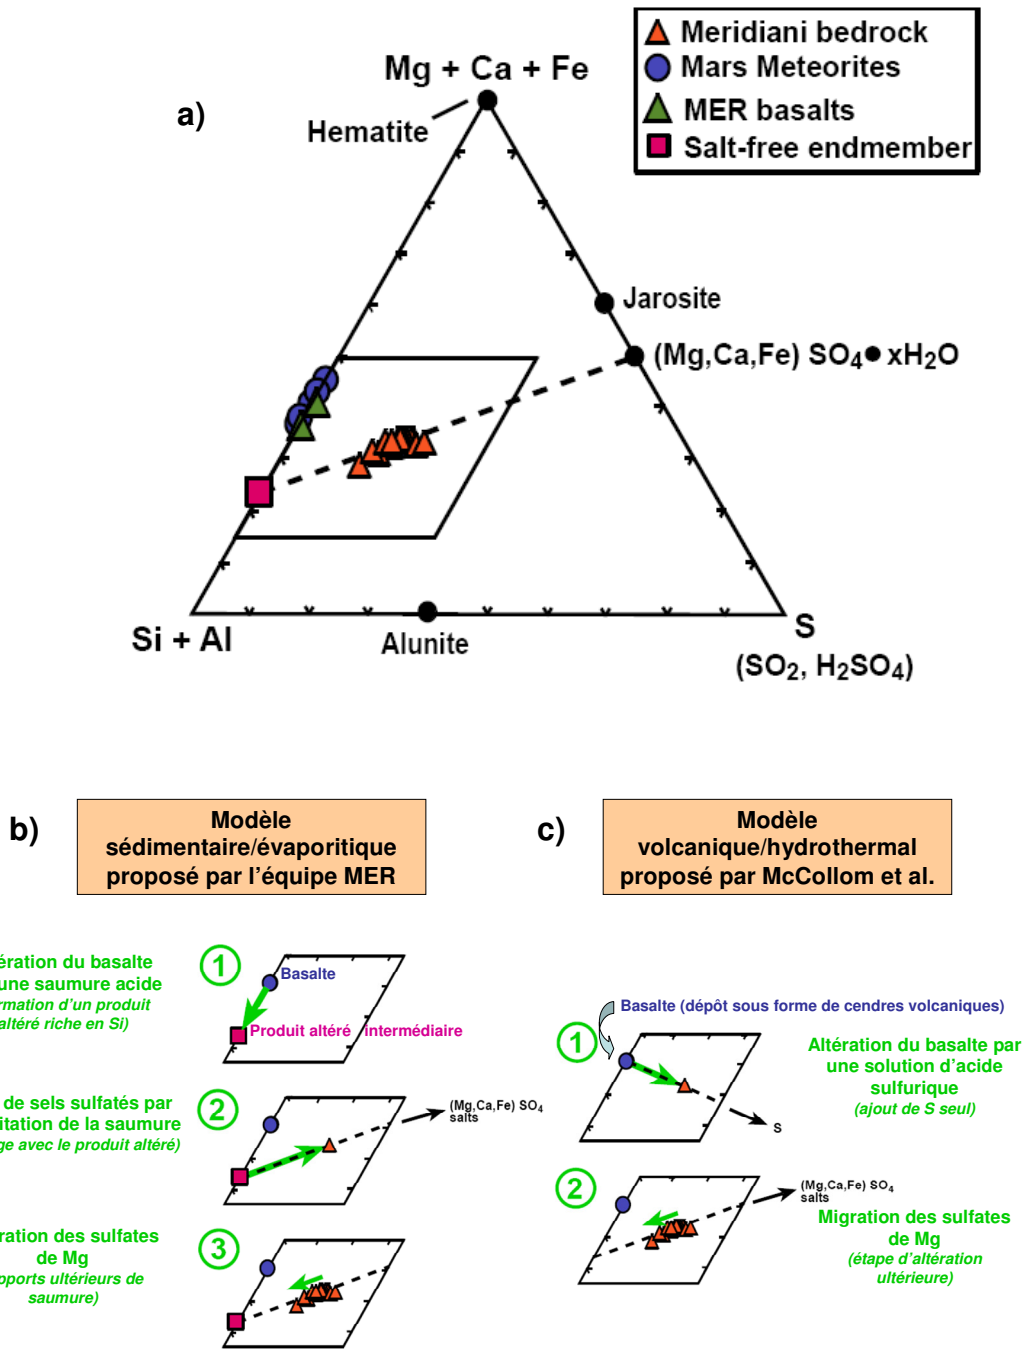 Meridiani bedrock
Mars Meteorites
MER basalts
Salt-free endmember
a)
Mg + Ca + Fe
Hematite
Jarosite
(Mg,Ca,Fe) SO4● xH2O
Si + Al
Alunite
S
(SO2, H2SO4)
b)
Modèle
sédimentaire/évaporitique
proposé par l'équipe MER
c)
Modèle
volcanique/hydrothermal
proposé par McCollom et al.
ération du basalte
une saumure acide
rmation d'un produit
altéré riche en Si)
1
Basalte
Produit altéré intermédiaire
de sels sulfatés par
itation de la saumure
ge avec le produit altéré)
2
(Mg,Ca,Fe) SO4
salts
ration des sulfates
de Mg
pports ultérieurs de
saumure)
3
Basalte (dépôt sous forme de cendres volcaniques)
1
S
Altération du basalte par
une solution d'acide
sulfurique
(ajout de S seul)
2
(Mg,Ca,Fe) SO4
salts
Migration des sulfates
de Mg
(étape d'altération
ultérieure)